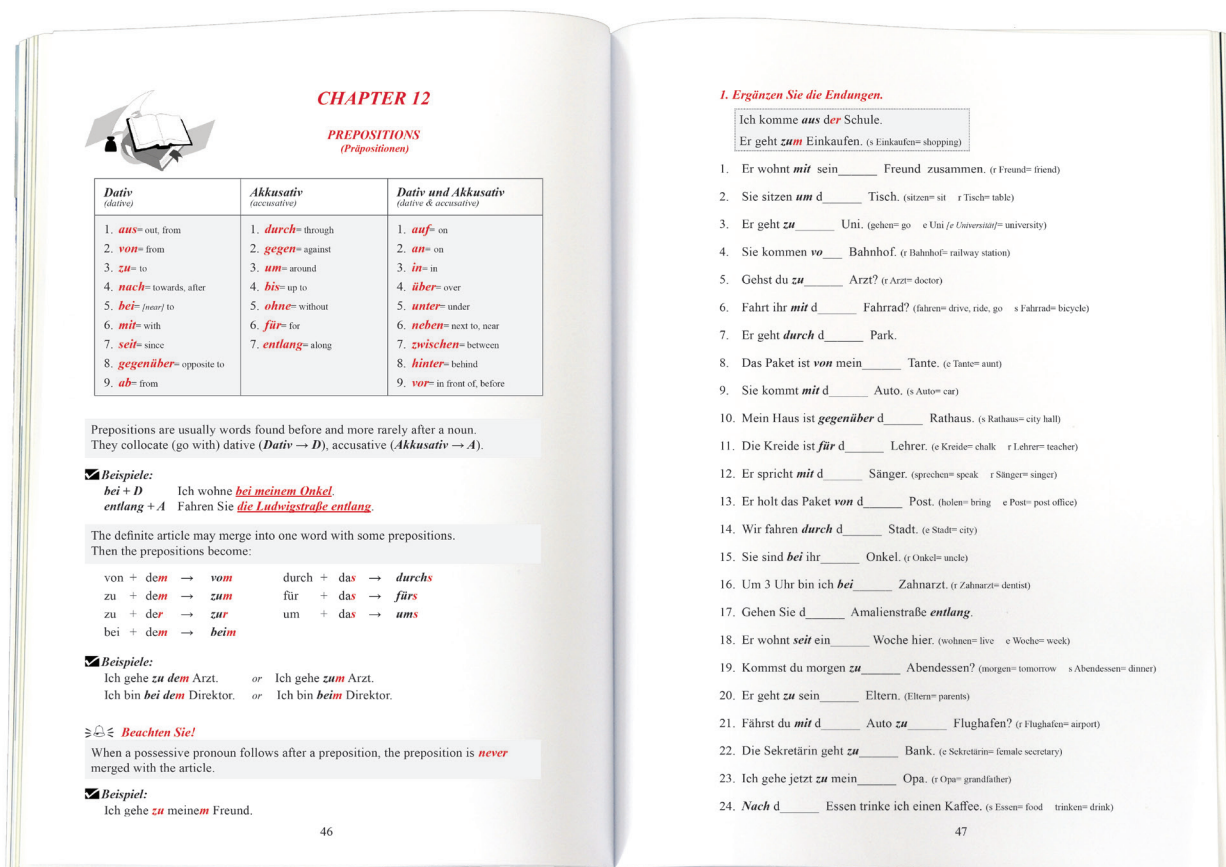 CHAPTER 12
PREPOSITIONS
(Präpositionen)
Dativ Akkusativ Dativ und Akkusativ
(dative) (accusative) (dative & accusative)
1. aus= out, from 1. durch= through 1. auf= on
2. von= from 2. gegen= against 2. an= on
3. zu= to 3. um= around 3. in= in
4. nach= towards, after 4. bis= up to 4. über= over
5. bei= [near] to 5. ohne= without 5. unter= under
6. mit= with 6. für= for 6. neben= next to, near
7. seit= since 7. entlang= along 7. zwischen= between
8. gegenüber= opposite to 8. hinter= behind
9. ab= from 9. vor= in front of, before
Prepositions are usually words found before and more rarely after a noun.
They collocate (go with) dative (Dativ → D), accusative (Akkusativ → A).
Beispiele:
bei + D Ich wohne bei meinem Onkel.
entlang + A Fahren Sie die Ludwigstraße entlang.
The definite article may merge into one word with some prepositions.
Then the prepositions become:
von + dem → vom durch + das → durchs
zu + dem → zum für + das → fürs
zu + der → zur um + das → ums
bei + dem → beim
Beispiele:
Ich gehe zu dem Arzt. or Ich gehe zum Arzt.
Ich bin bei dem Direktor. or Ich bin beim Direktor.
Beachten Sie!
When a possessive pronoun follows after a preposition, the preposition is never
merged with the article.
Beispiel:
Ich gehe zu meinem Freund.
46
1. Ergänzen Sie die Endungen.
Ich komme aus der Schule.
Er geht zum Einkaufen. (s Einkaufen= shopping)
1. Er wohnt mit sein______ Freund zusammen. (r Freund= friend)
2. Sie sitzen um d______ Tisch. (sitzen= sit r Tisch= table)
3. Er geht zu______ Uni. (gehen= go e Uni [e Universität]= university)
4. Sie kommen vo___ Bahnhof. (r Bahnhof= railway station)
5. Gehst du zu______ Arzt? (r Arzt= doctor)
6. Fahrt ihr mit d______ Fahrrad? (fahren= drive, ride, go s Fahrrad= bicycle)
7. Er geht durch d______ Park.
8. Das Paket ist von mein______ Tante. (e Tante= aunt)
9. Sie kommt mit d______ Auto. (s Auto= car)
10. Mein Haus ist gegenüber d______ Rathaus. (s Rathaus= city hall)
11. Die Kreide ist für d______ Lehrer. (e Kreide= chalk r Lehrer= teacher)
12. Er spricht mit d______ Sänger. (sprechen= speak r Sänger= singer)
13. Er holt das Paket von d______ Post. (holen= bring e Post= post office)
14. Wir fahren durch d______ Stadt. (e Stadt= city)
15. Sie sind bei ihr______ Onkel. (r Onkel= uncle)
16. Um 3 Uhr bin ich bei______ Zahnarzt. (r Zahnarzt= dentist)
17. Gehen Sie d______ Amalienstraße entlang.
18. Er wohnt seit ein______ Woche hier. (wohnen= live e Woche= week)
19. Kommst du morgen zu______ Abendessen? (morgen= tomorrow s Abendessen= dinner)
20. Er geht zu sein______ Eltern. (Eltern= parents)
21. Fährst du mit d______ Auto zu______ Flughafen? (r Flughafen= airport)
22. Die Sekretärin geht zu______ Bank. (e Sekretärin= female secretary)
23. Ich gehe jetzt zu mein______ Opa. (r Opa= grandfather)
24. Nach d______ Essen trinke ich einen Kaffee. (s Essen= food trinken= drink)
47